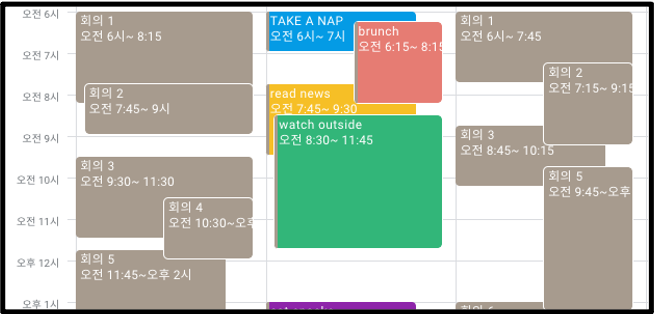 오전 6시
오전 7시
오전 8시
오전 9시
오전 10시
오전 11시
오후 12시
오후 1시
회의 1
오전 6시~ 8:15
회의 2
오전 7:45~ 9시
회의 3
오전 9:30~ 11:30
회의 4
오전 10:30~오후
회의 5
오전 11:45~오후 2시
TAKE A NAP
오전 6시~ 7시
brunch
오전 6:15~ 8:15
read news
오전 7:45~ 9:30
watch outside
오전 8:30~ 11:45
회의 1
오전 6시~ 7:45
회의 2
오전 7:15~ 9:15
회의 3
오전 8:45~ 10:15
회의 5
오전 9:45~오후